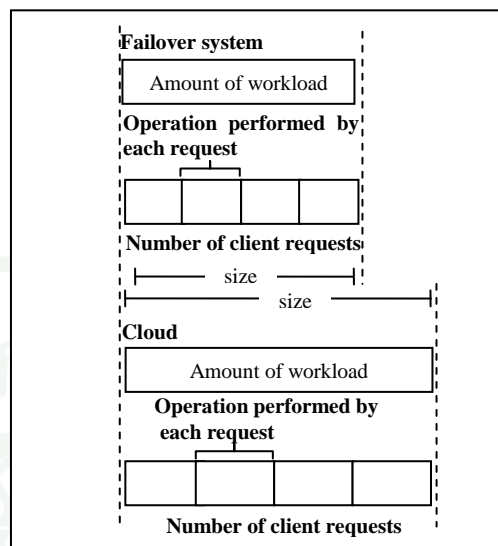 Failover system
Amount of workload
Operation performed by
each request
Number of client requests
size
size
Cloud
Amount of workload
Operation performed by
each request
Number of client requests